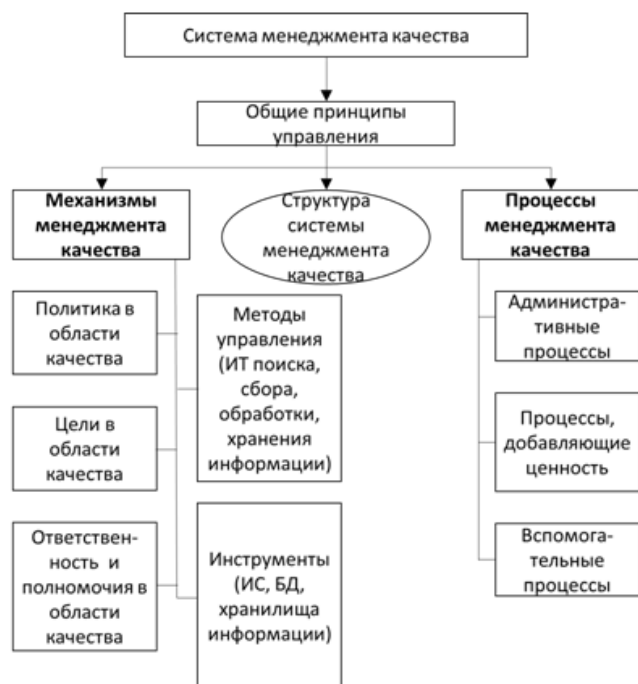 Система менеджмента качества
Общие принципы
управления
Механизмы
менеджмента
качества
Структура
системы
менеджмента
качества
Процессы
менеджмента
качества
Политика в
области
качества
Цели в
области
качества
Ответствен-
ность и
полномочия в
области
качества
Методы
управления
(ИТ поиска,
сбора,
обработки,
хранения
информации)
Инструменты
(ИС, БД,
хранилища
информации)
Администра-
тивные
процессы
Процессы,
добавляющие
ценность
Вспомога-
тельные
процессы